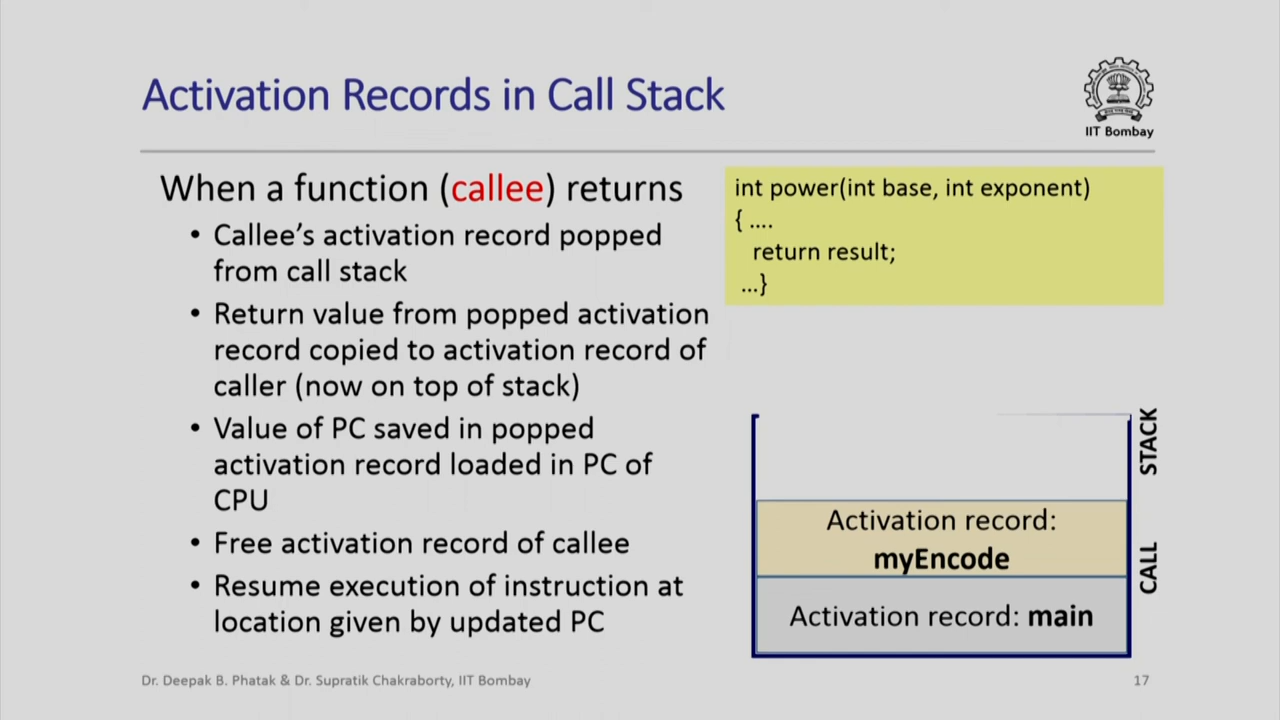 Activation Records in Call Stack
IIT Bombay
When a function (callee) returns
• Callee’s activation record popped
from call stack
• Return value from popped activation
record copied to activation record of
caller (now on top of stack)
• Value of PC saved in popped
activation record loaded in PC of
CPU
• Free activation record of callee
• Resume execution of instruction at
location given by updated PC
int power(int base, int exponent)
{ ....
return result;
...}
Activation record:
myEncode
Activation record: main
CALL STACK
Dr. Deepak B. Phatak & Dr. Supratik Chakraborty, IIT Bombay
17